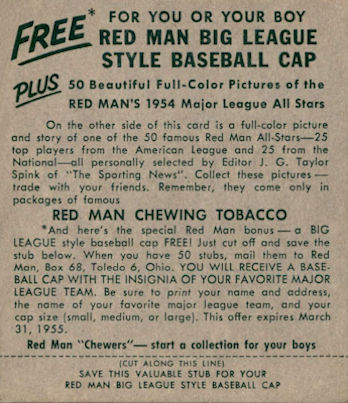 FREE* FOR YOU OR YOUR BOY
RED MAN BIG LEAGUE
STYLE BASEBALL CAP
PLUS 50 Beautiful Full-Color Pictures of the
RED MAN'S 1954 Major League All Stars
On the other side of this card is a full-color picture
and story of one of the 50 famous Red Man All-Stars—25
top players from the American League and 25 from the
National—all personally selected by Editor J. G. Taylor
Spink of "The Sporting News". Collect these pictures—
trade with your friends. Remember, they come only in
packages of famous
RED MAN CHEWING TOBACCO
*And here's the special Red Man bonus — a BIG
LEAGUE style baseball cap FREE! Just cut off and save the
stub below. When you have 50 stubs, mail them to Red
Man, Box 68, Toledo 6, Ohio. YOU WILL RECEIVE A BASE-
BALL CAP WITH THE INSIGNIA OF YOUR FAVORITE MAJOR
LEAGUE TEAM. Be sure to print your name and address,
the name of your favorite major league team, and your
cap size (small, medium, or large). This offer expires March
31, 1955.
Red Man "Chewers"— start a collection for your boys
(CUT ALONG THIS LINE)
SAVE THIS VALUABLE STUB FOR YOUR
RED MAN BIG LEAGUE STYLE BASEBALL CAP